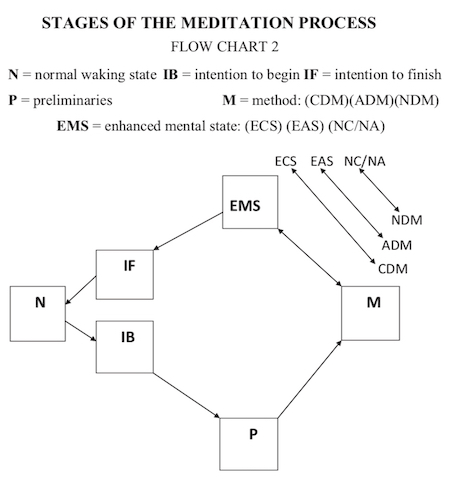 STAGES OF THE MEDITATION PROCESS
FLOW CHART 2
N = normal waking state IB = intention to begin IF = intention to finish
P = preliminaries M = method: (CDM)(ADM)(NDM)
EMS = enhanced mental state: (ECS) (EAS) (NC/NA)
ECS EAS NC/NA
EMS
NDM
ADM
CDM
IF
N
M
IB
P